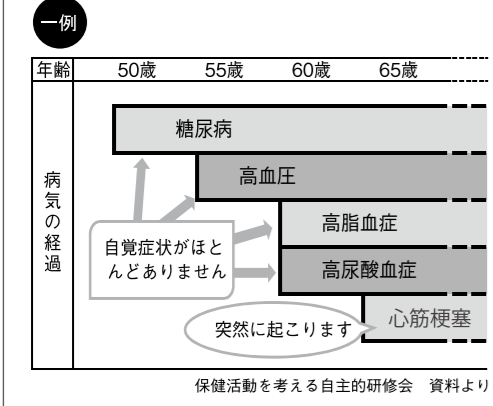 一例
年齢 50歳 55歳 60歳 65歳
病気の経過
糖尿病
高血圧
高脂血症
高尿酸血症
心筋梗塞
自覚症状がほと
んどありません
突然に起こります
保健活動を考える自主的研修会 資料より